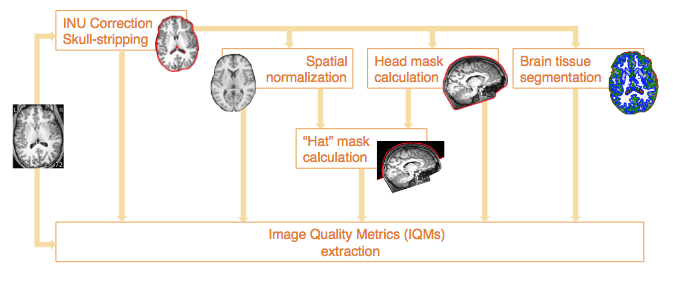 INU Correction
Skull-stripping
Spatial
normalization
Head mask
calculation
Brain tissue
segmentation
“Hat” mask
calculation
Image Quality Metrics (IQMs)
extraction